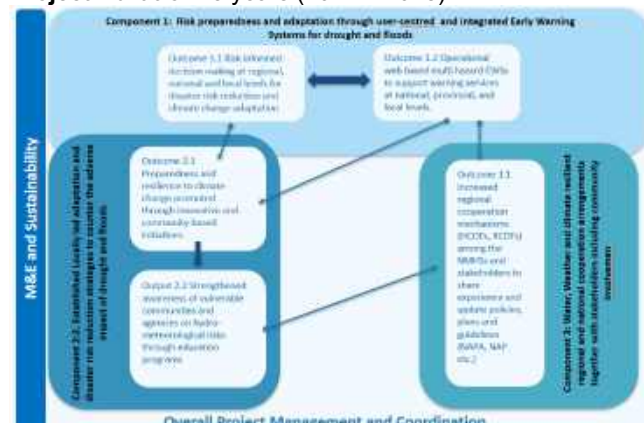 Component 1: Risk preparedness and adaptation through user-centred and integrated Early Warning
Systems for drought and floods
Outcome 1.1 Risk informed
decision making at regional,
national and local levels for
disaster risk reduction and
climate change adaptation
Outcome 1.2 Operational
web based multi hazard EWSs
to support warning services
at national, provincial, and
local levels.
M&E and Sustainability
Component 2:
Established Locally led adaptation and
disaster risk reduction strategies to counter the adverse
impact of drought and floods
Outcome 2.1
Preparedness and
resilience to climate
change promoted
through innovative and
community-based
initiatives.
Output 2.2 Strengthened
awareness of vulnerable
communities and
agencies on hydro-
meteorological risks
through education
programs
Increased
regional
cooperation
mechanisms
(HCOFs, RCOFs)
among the
NMHSs and
stakeholders to
share
experience and
update policies,
plans and
guidelines
(NAPA, NAP
etc.)
Component 3: Water, Weather and climate resilient
regional and national cooperation arrangements
together with stakeholders including community
involvement
Overall Project Management and Coordination